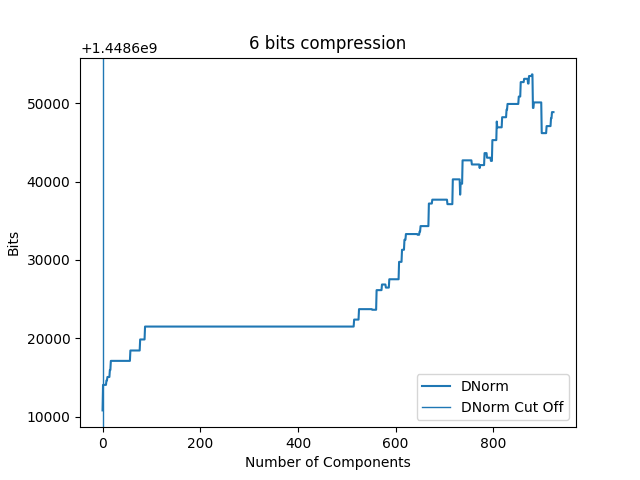 6 bits compression
+1.4486e9
50000
40000
30000
20000
10000
Bits
0 200 400 600 800
Number of Components
DNorm
DNorm Cut Off